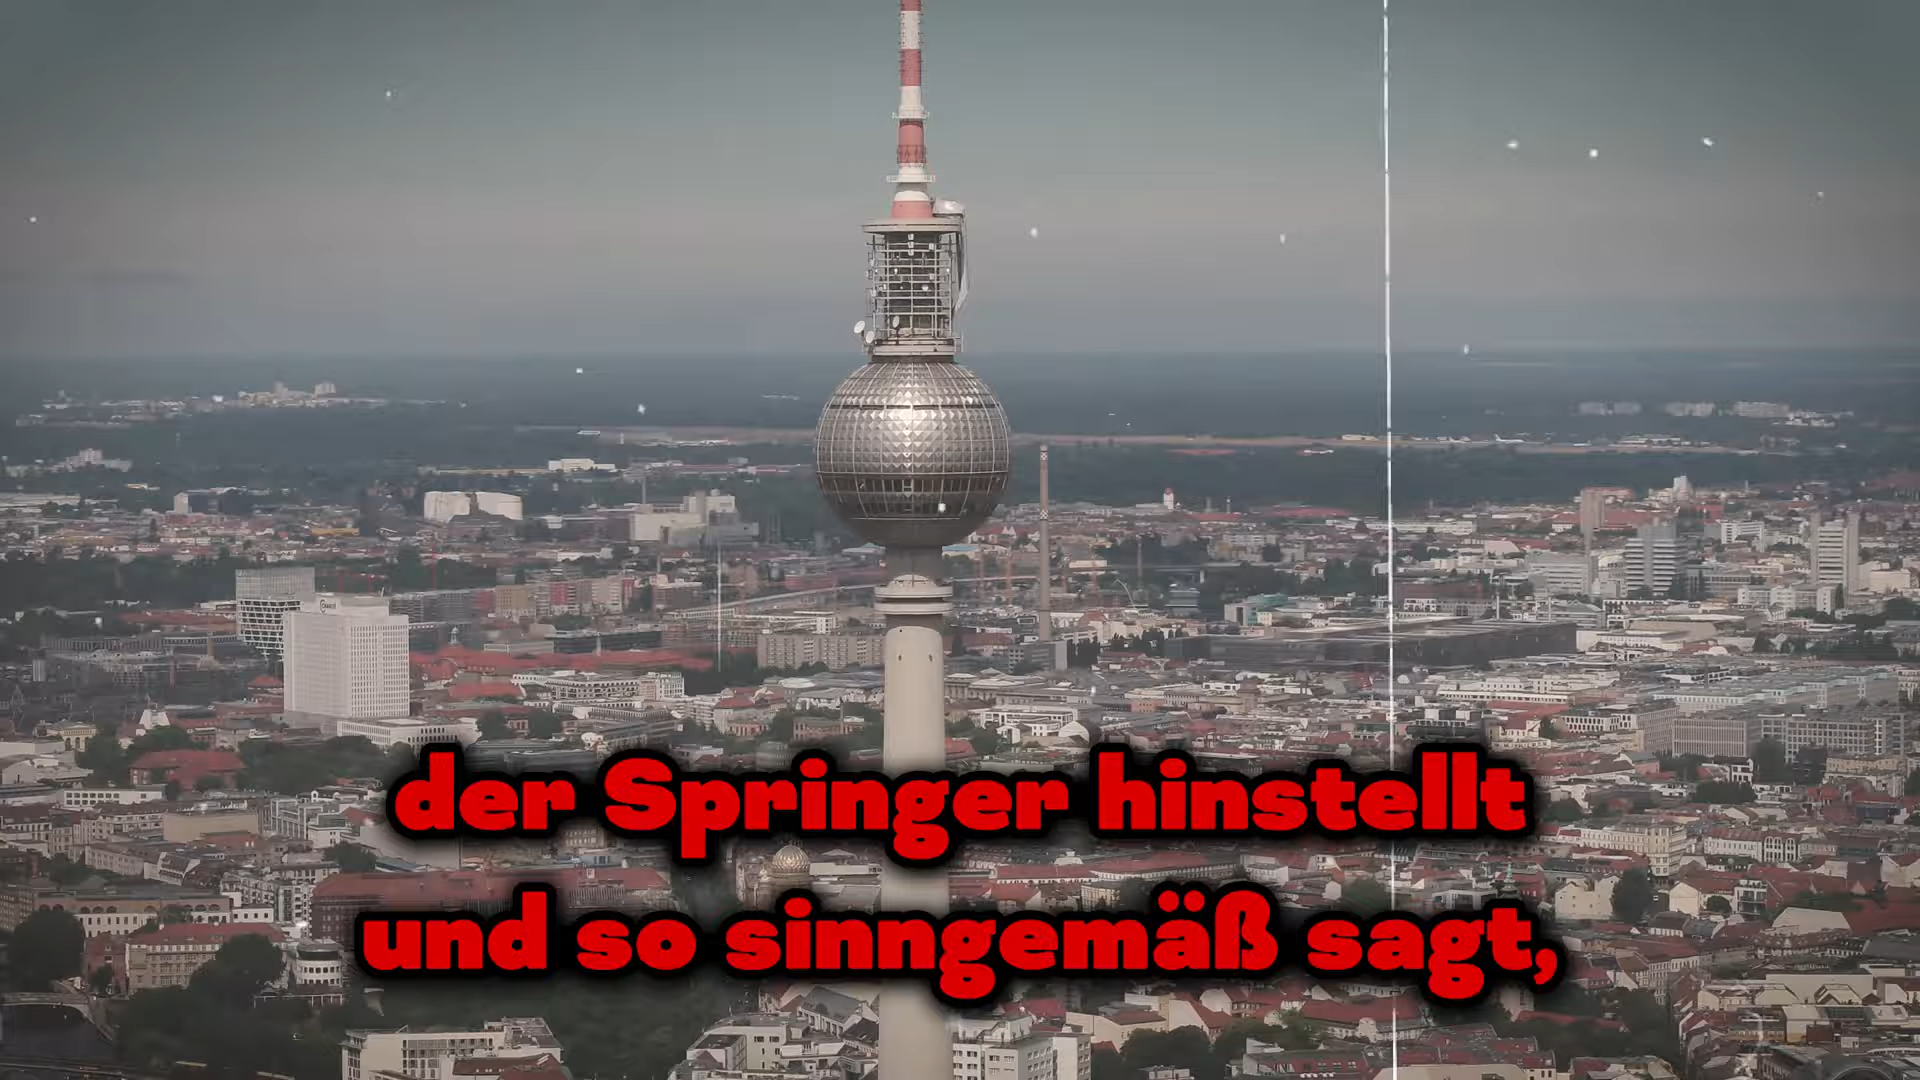 der Springer hinstellt
und so sinngemäß sagt,